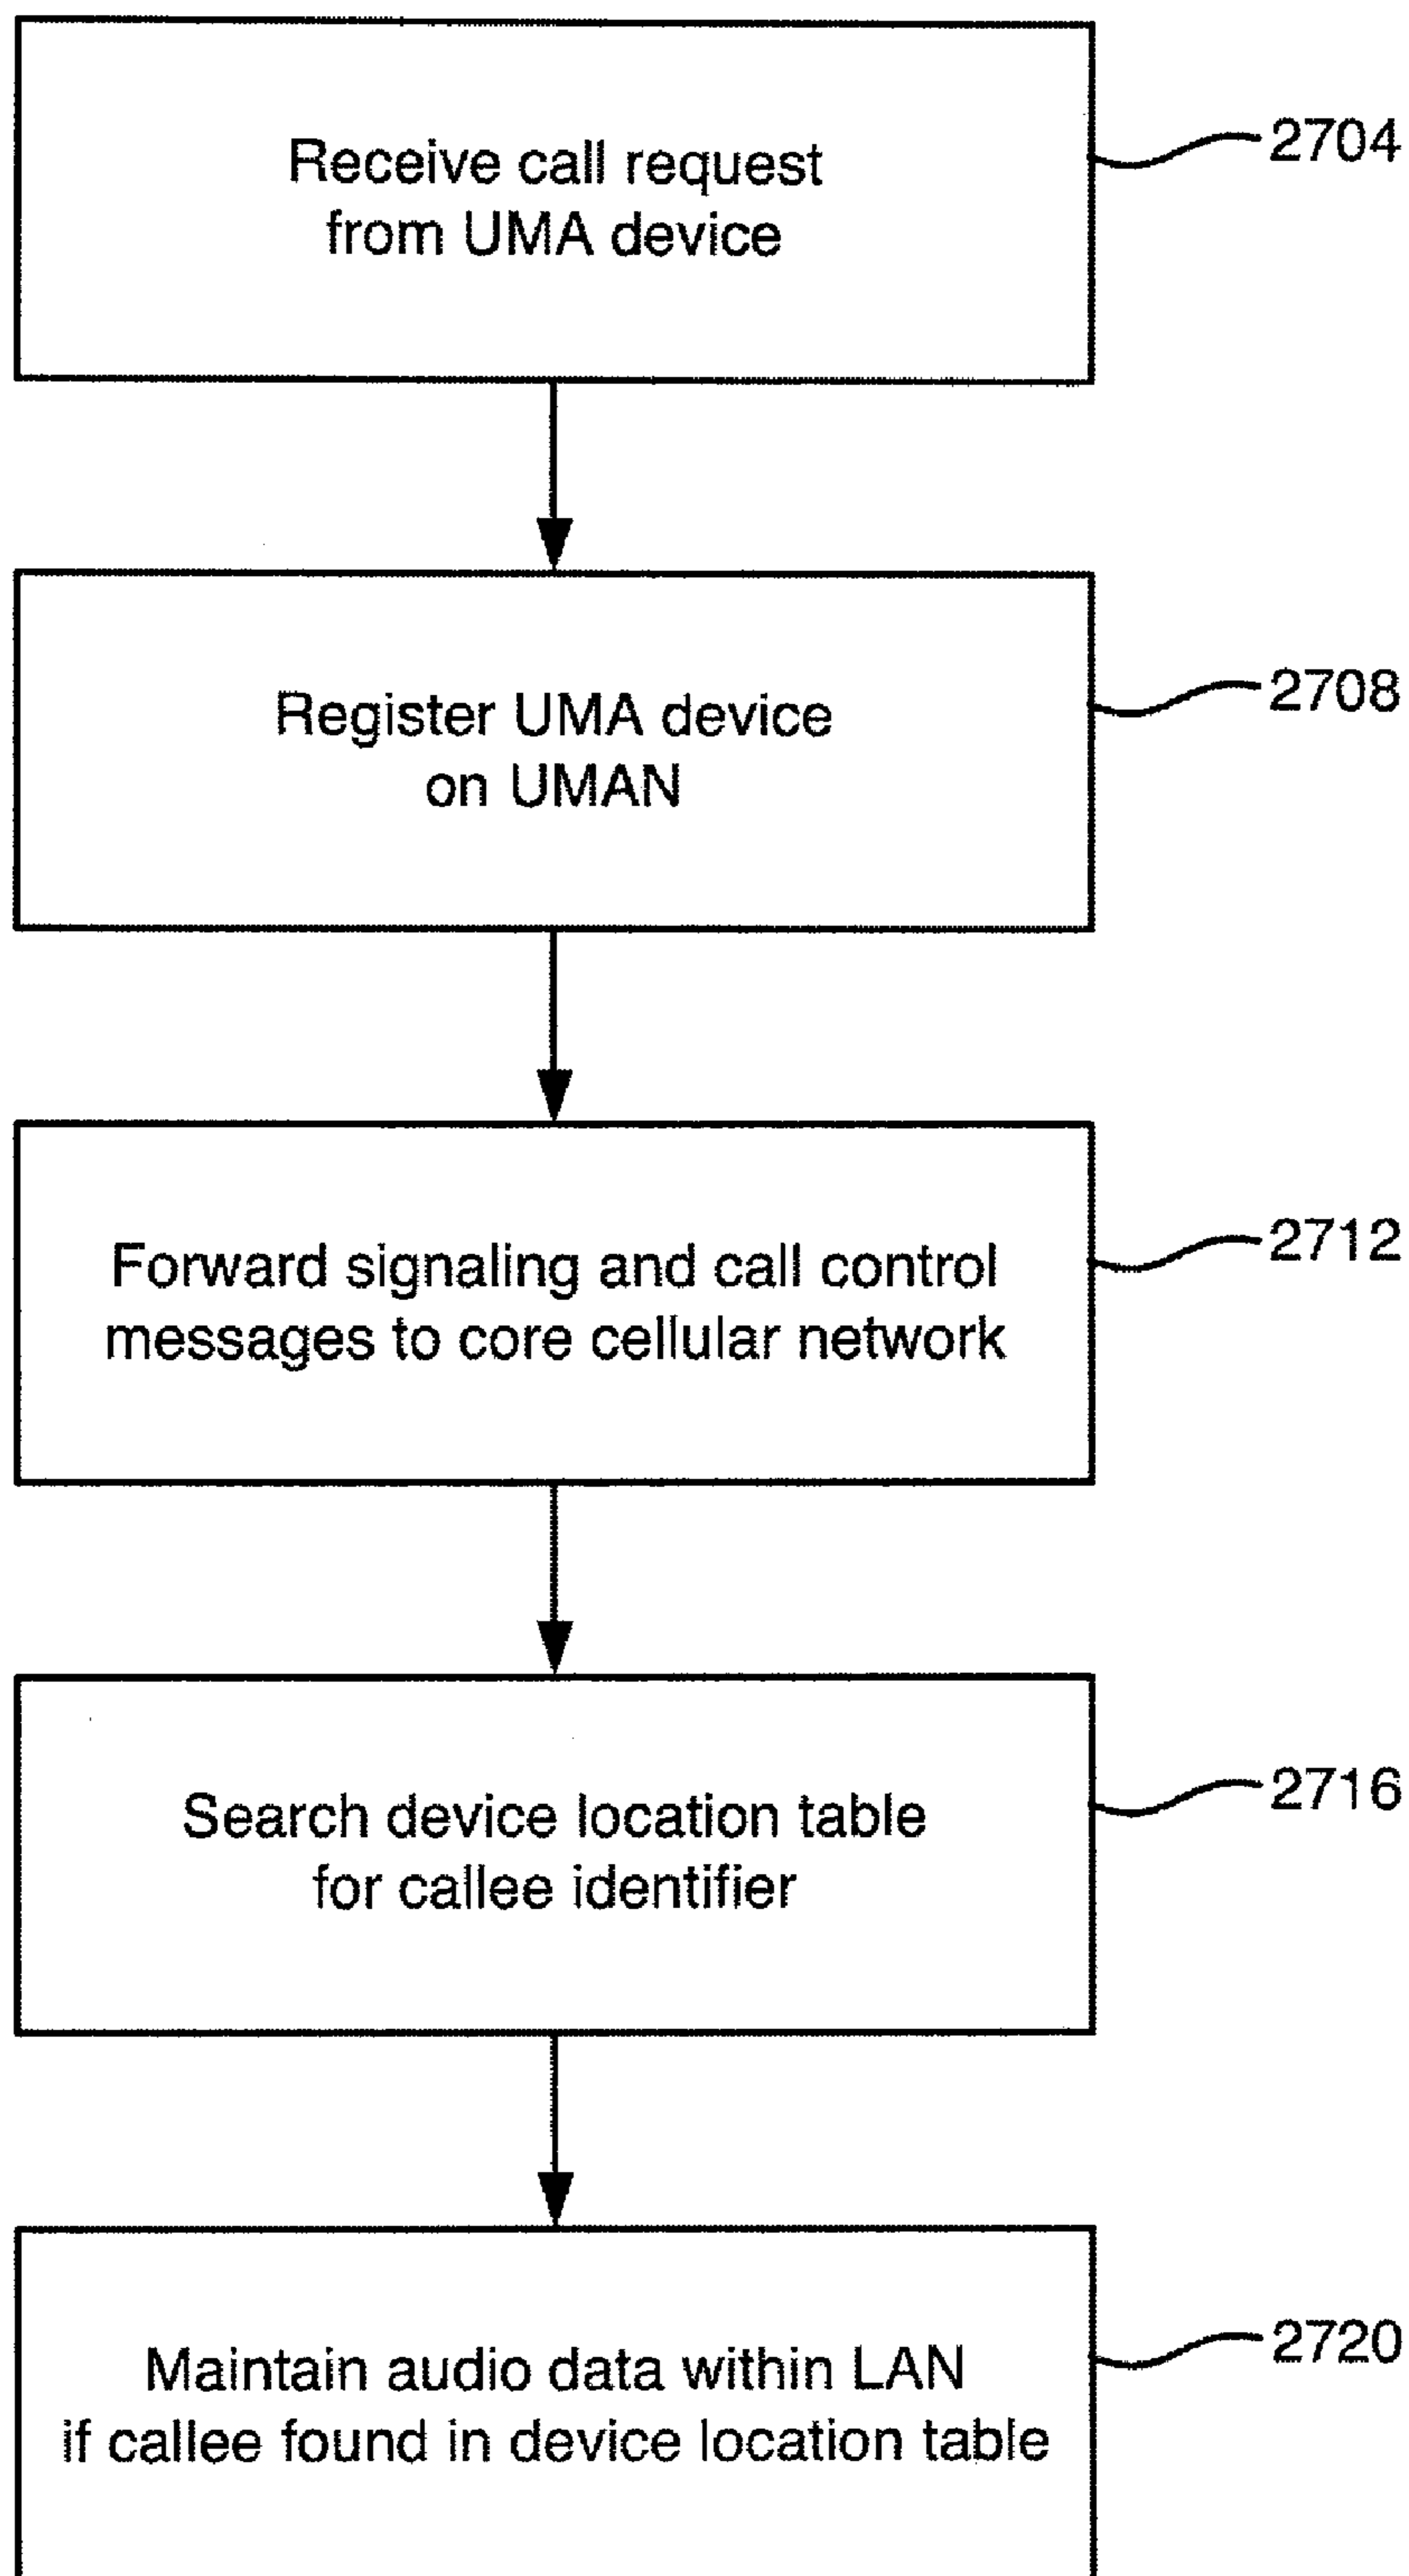 Receive call request
from UMA device
2704
Register UMA device
on UMAN
2708
Forward signaling and call control
messages to core cellular network
2712
Search device location table
for callee identifier
2716
Maintain audio data within LAN
if callee found in device location table
2720